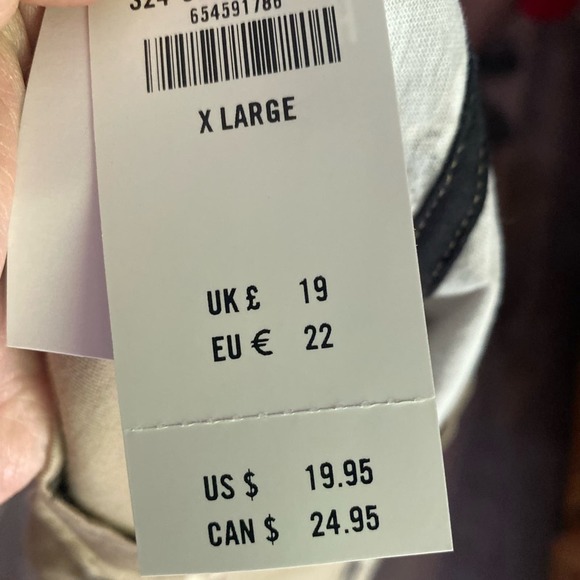 654591786
X LARGE
UK £ 19
EU € 22
US $ 19.95
CAN $ 24.95